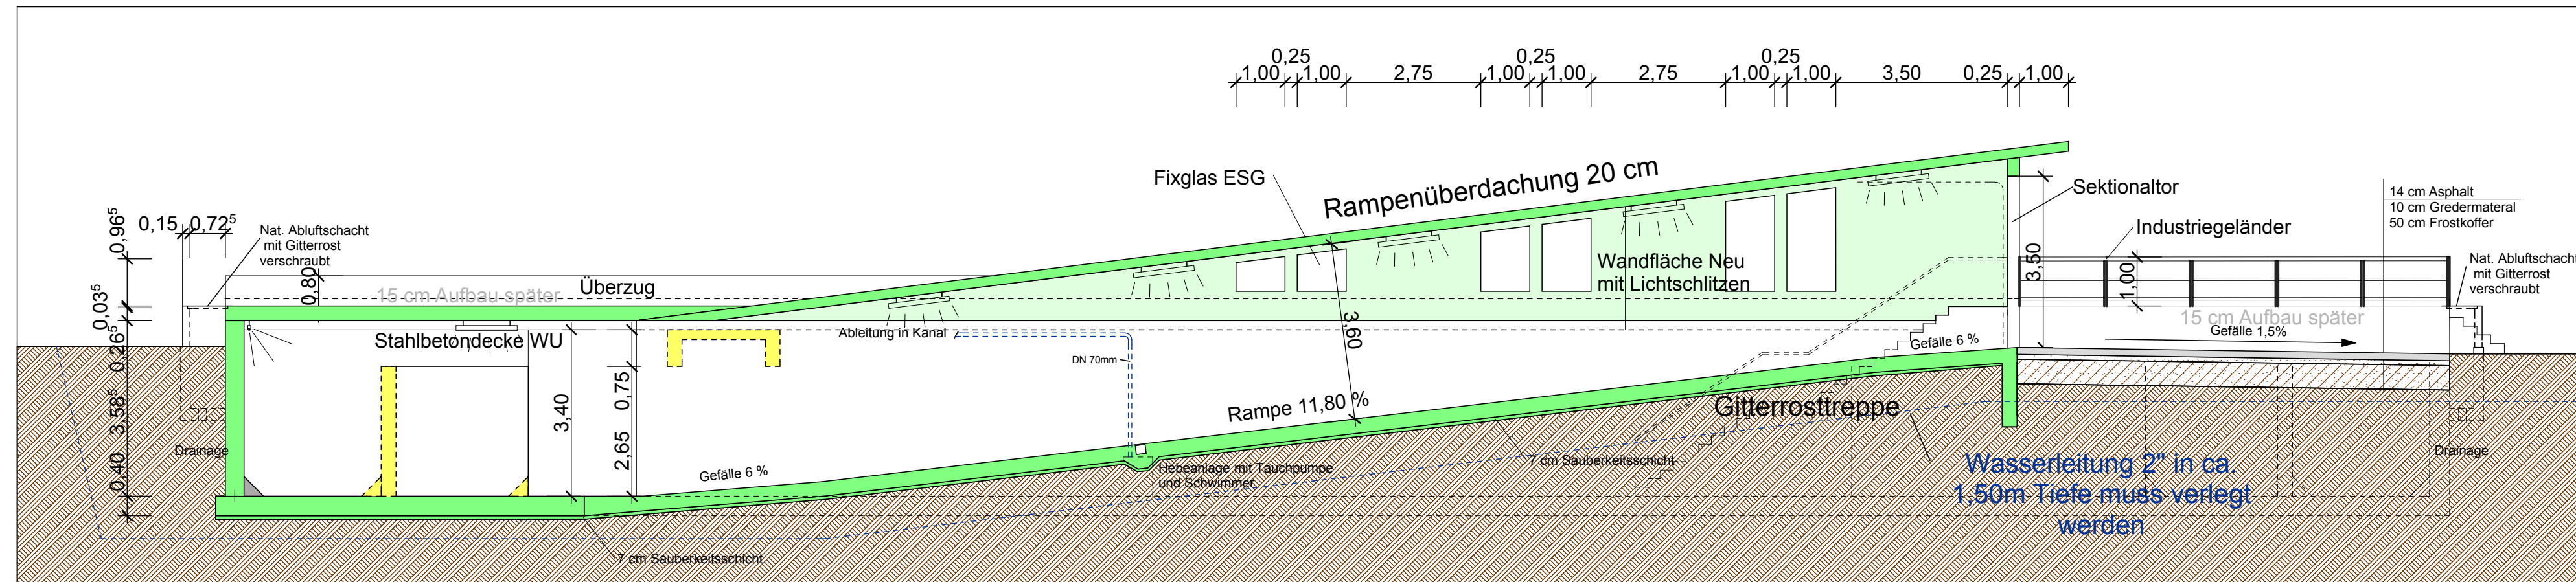 0,25
0,25
0,25
1,00
1,00
2,75
1,00
1,00
2,75
1,00
1,00
3,50
0,25
1,00
Rampenüberdachung 20 cm
Fixglas ESG
Sektionaltor
14 cm Asphalt
10 cm Gredermateral
50 cm Frostkoffer
Industriegeländer
0,96⁵
0,15
0,72⁵
Nat. Abluftschacht
mit Gitterrost
verschraubt
0,80
15 cm Aufbau später
Überzug
Wandfläche Neu
mit Lichtschlitzen
3,50
1,00
Nat. Abluftschacht
mit Gitterrost
verschraubt
0,03⁵
0,26⁵
Stahlbetondecke WU
Ableitung in Kanal
3,60
15 cm Aufbau später
Gefälle 1,5%
Gefälle 6 %
DN 70mm
3,58⁵
3,40
0,75
2,65
Rampe 11,80 %
Gitterrosttreppe
Drainage
0,40
Gefälle 6 %
Hebeanlage mit Tauchpumpe
und Schwimmer
7 cm Sauberkeitsschicht
Wasserleitung 2" in ca.
1,50m Tiefe muss verlegt
werden
Drainage
7 cm Sauberkeitsschicht